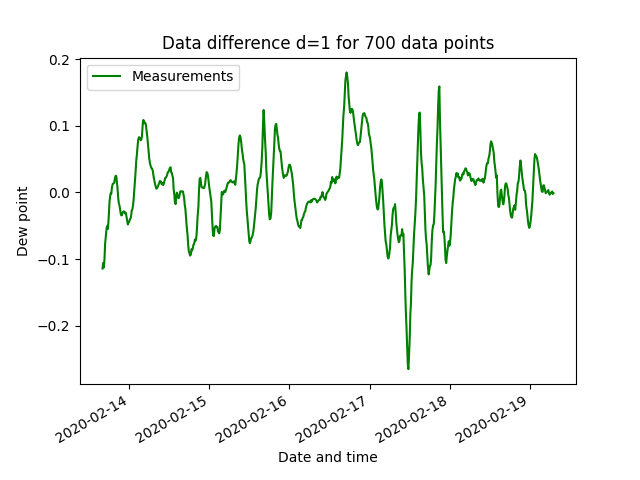 Data difference d=1 for 700 data points
Measurements
Dew point
0.2
0.1
0.0
−0.1
−0.2
2020-02-14
2020-02-15
2020-02-16
2020-02-17
2020-02-18
2020-02-19
Date and time